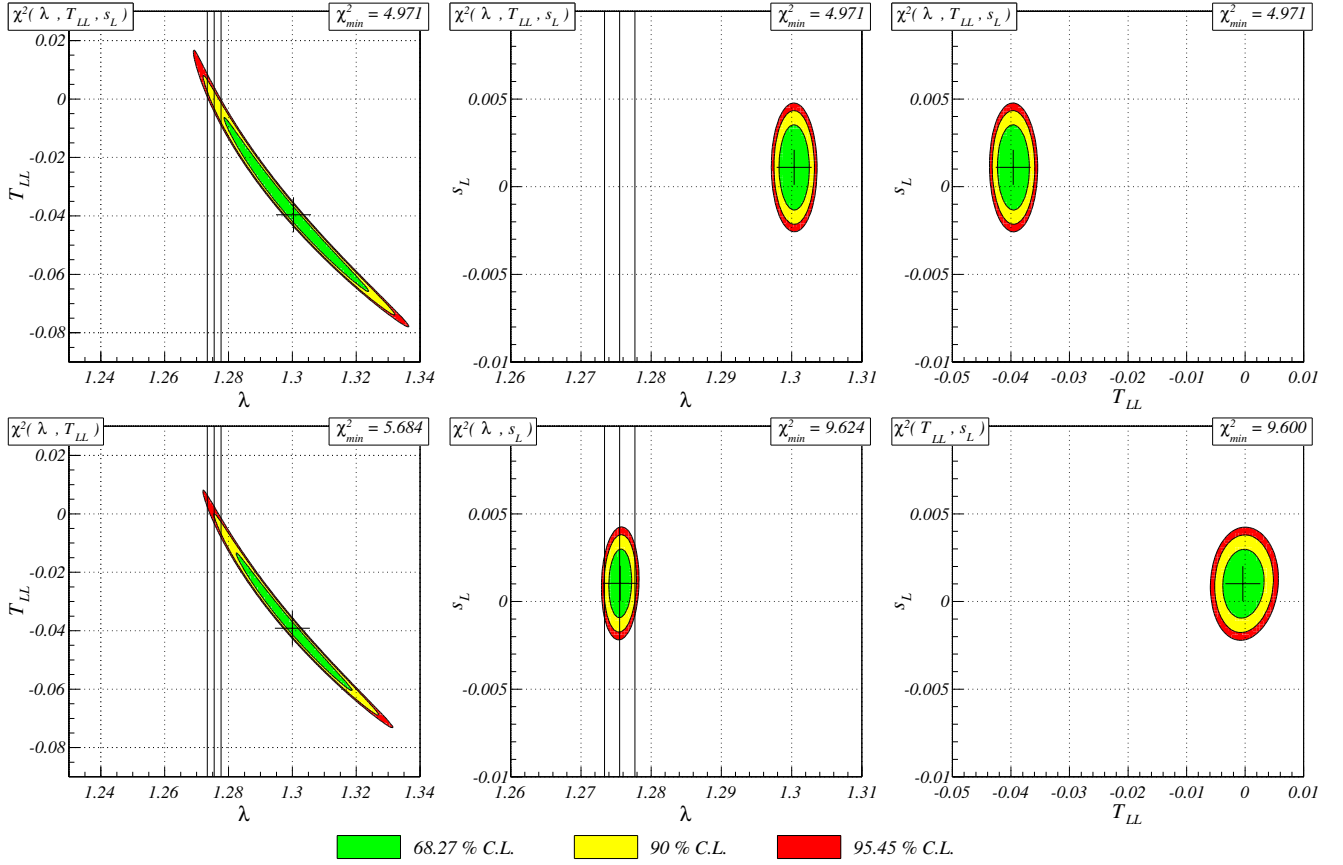 χ²( λ , T_LL , s_L ) χ²_min = 4.971
0.02
0
-0.02
-0.04
-0.06
-0.08
T_LL
1.24 1.26 1.28 1.3 1.32 1.34
λ
χ²( λ , T_LL , s_L ) χ²_min = 4.971
0.005
0
-0.005
-0.01
s_L
1.26 1.27 1.28 1.29 1.3 1.31
λ
χ²( λ , T_LL , s_L ) χ²_min = 4.971
0.005
0
-0.005
-0.01
s_L
-0.05 -0.04 -0.03 -0.02 -0.01 0 0.01
T_LL
χ²( λ , T_LL ) χ²_min = 5.684
0.02
0
-0.02
-0.04
-0.06
-0.08
T_LL
1.24 1.26 1.28 1.3 1.32 1.34
λ
χ²( λ , s_L ) χ²_min = 9.624
0.005
0
-0.005
-0.01
s_L
1.26 1.27 1.28 1.29 1.3 1.31
λ
χ²( T_LL , s_L ) χ²_min = 9.600
0.005
0
-0.005
-0.01
s_L
-0.05 -0.04 -0.03 -0.02 -0.01 0 0.01
T_LL
68.27 % C.L. 90 % C.L. 95.45 % C.L.